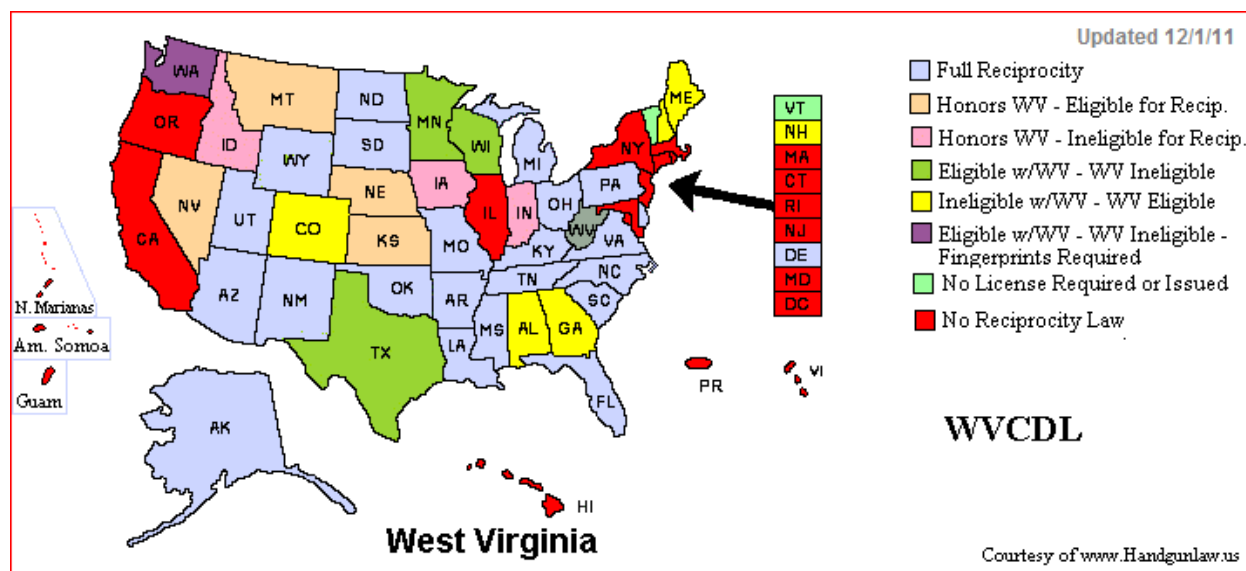 Updated 12/1/11
Full Reciprocity
Honors WV - Eligible for Recip.
Honors WV - Ineligible for Recip.
Eligible w/WV - WV Ineligible
Ineligible w/WV - WV Eligible
Eligible w/WV - WV Ineligible -
Fingerprints Required
No License Required or Issued
No Reciprocity Law
WA
MT
ND
MN
ME
OR
ID
SD
WI
MI
NY
WY
IA
PA
NV
NE
IL
IN
OH
UT
CO
KS
MO
WV
VA
CA
KY
AZ
NM
OK
AR
TN
NC
SC
TX
LA
MS
AL
GA
FL
AK
HI
VT
NH
MA
CT
RI
NJ
DE
MD
DC
N. Marianas
Am. Somoa
Guam
PR
VI
WVCDL
West Virginia
Courtesy of www.Handgunlaw.us